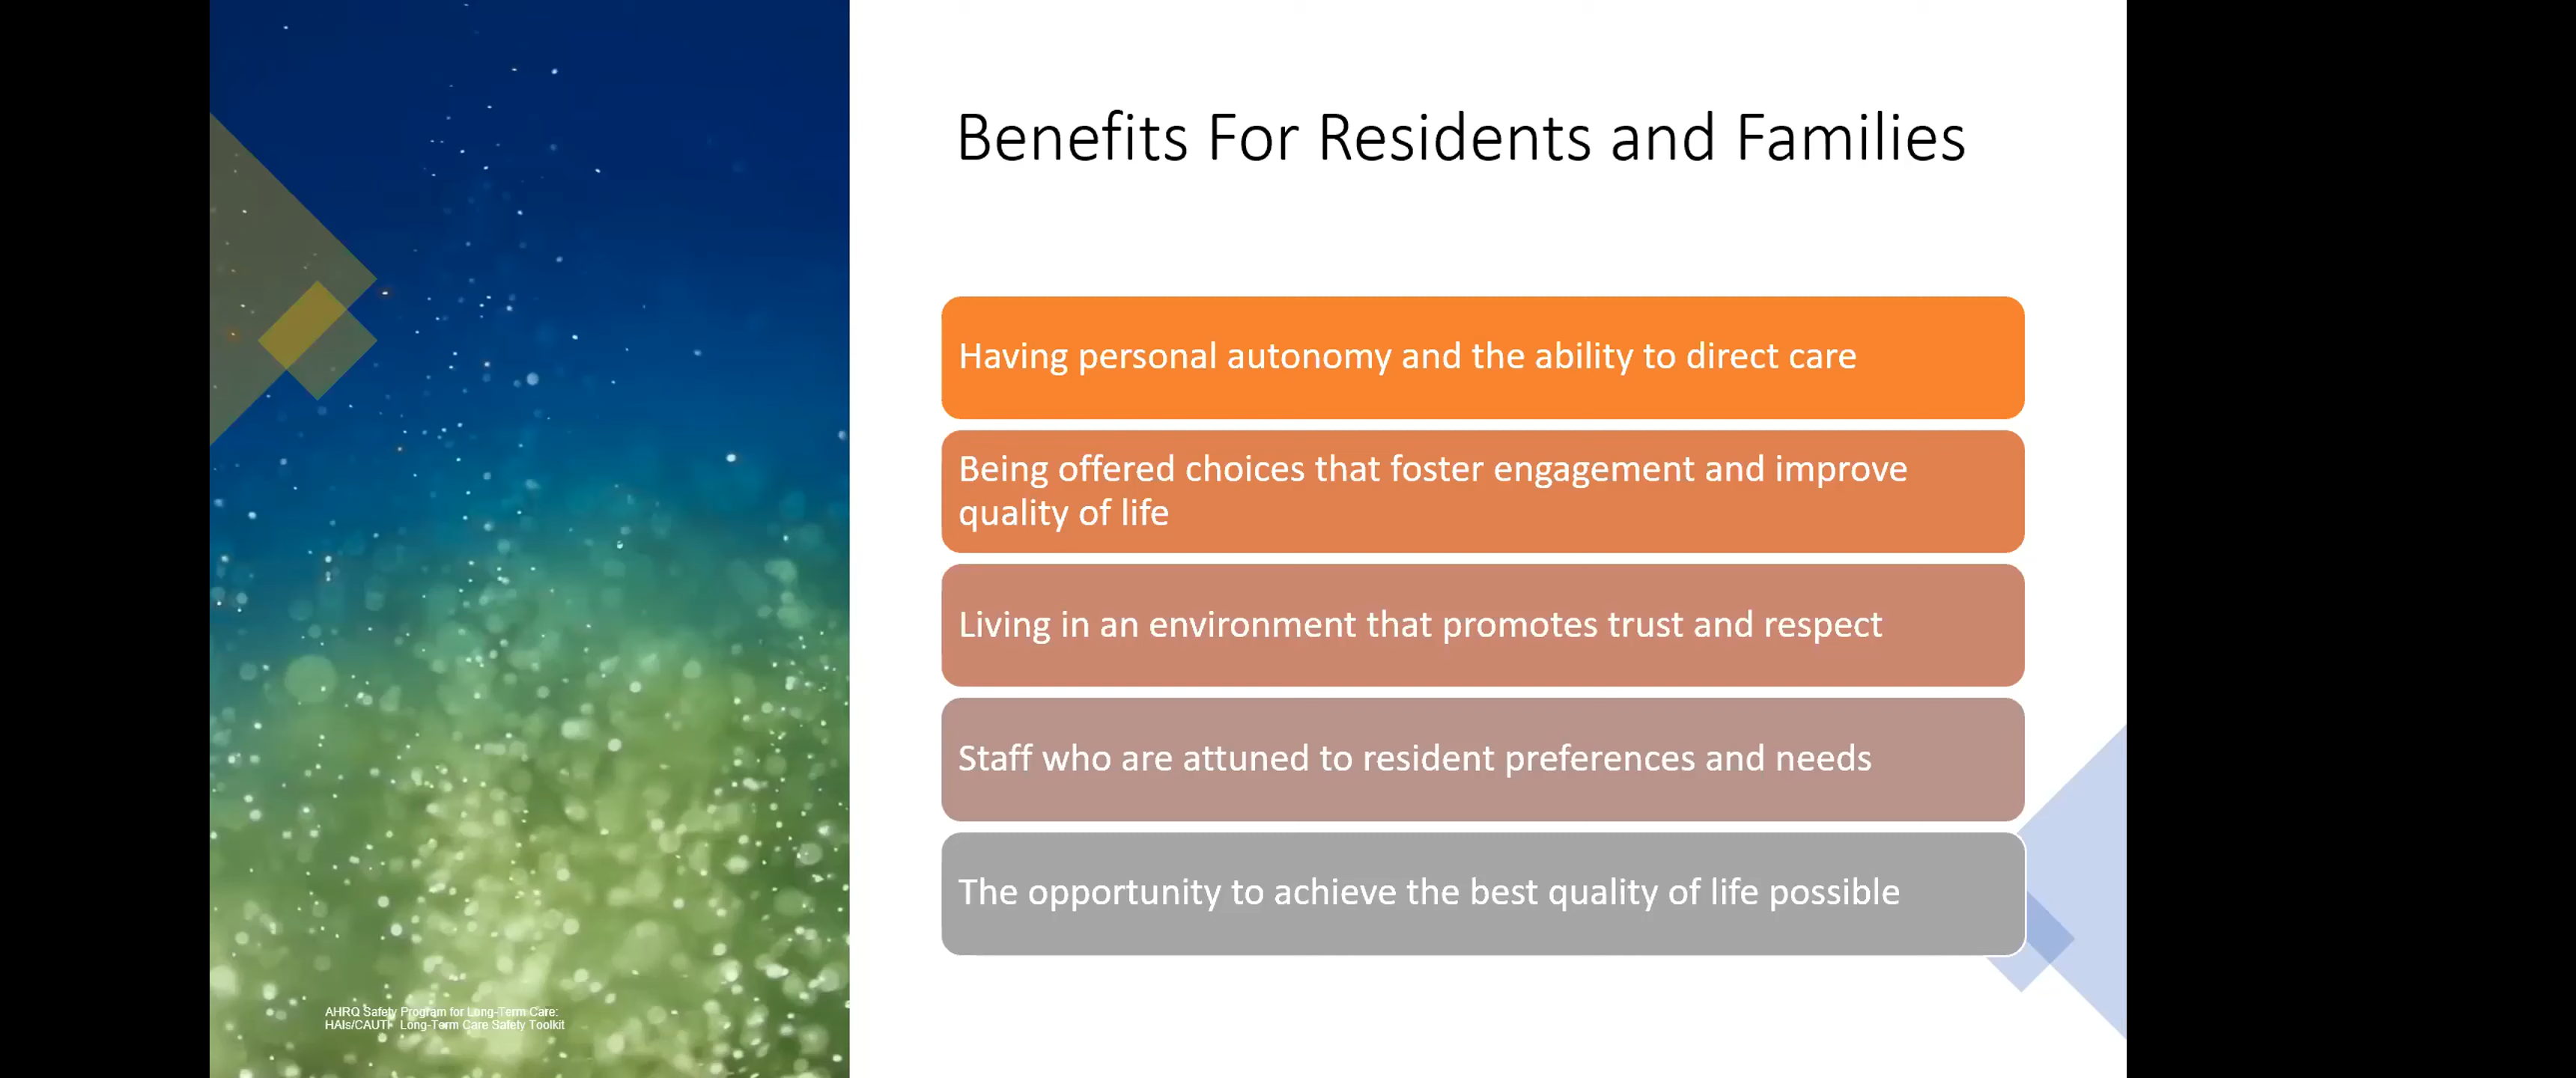 Benefits For Residents and Families
Having personal autonomy and the ability to direct care
Being offered choices that foster engagement and improve
quality of life
Living in an environment that promotes trust and respect
Staff who are attuned to resident preferences and needs
The opportunity to achieve the best quality of life possible
AHRQ Safety Program for Long-Term Care:
HAIs/CAUTI Long-Term Care Safety Toolkit